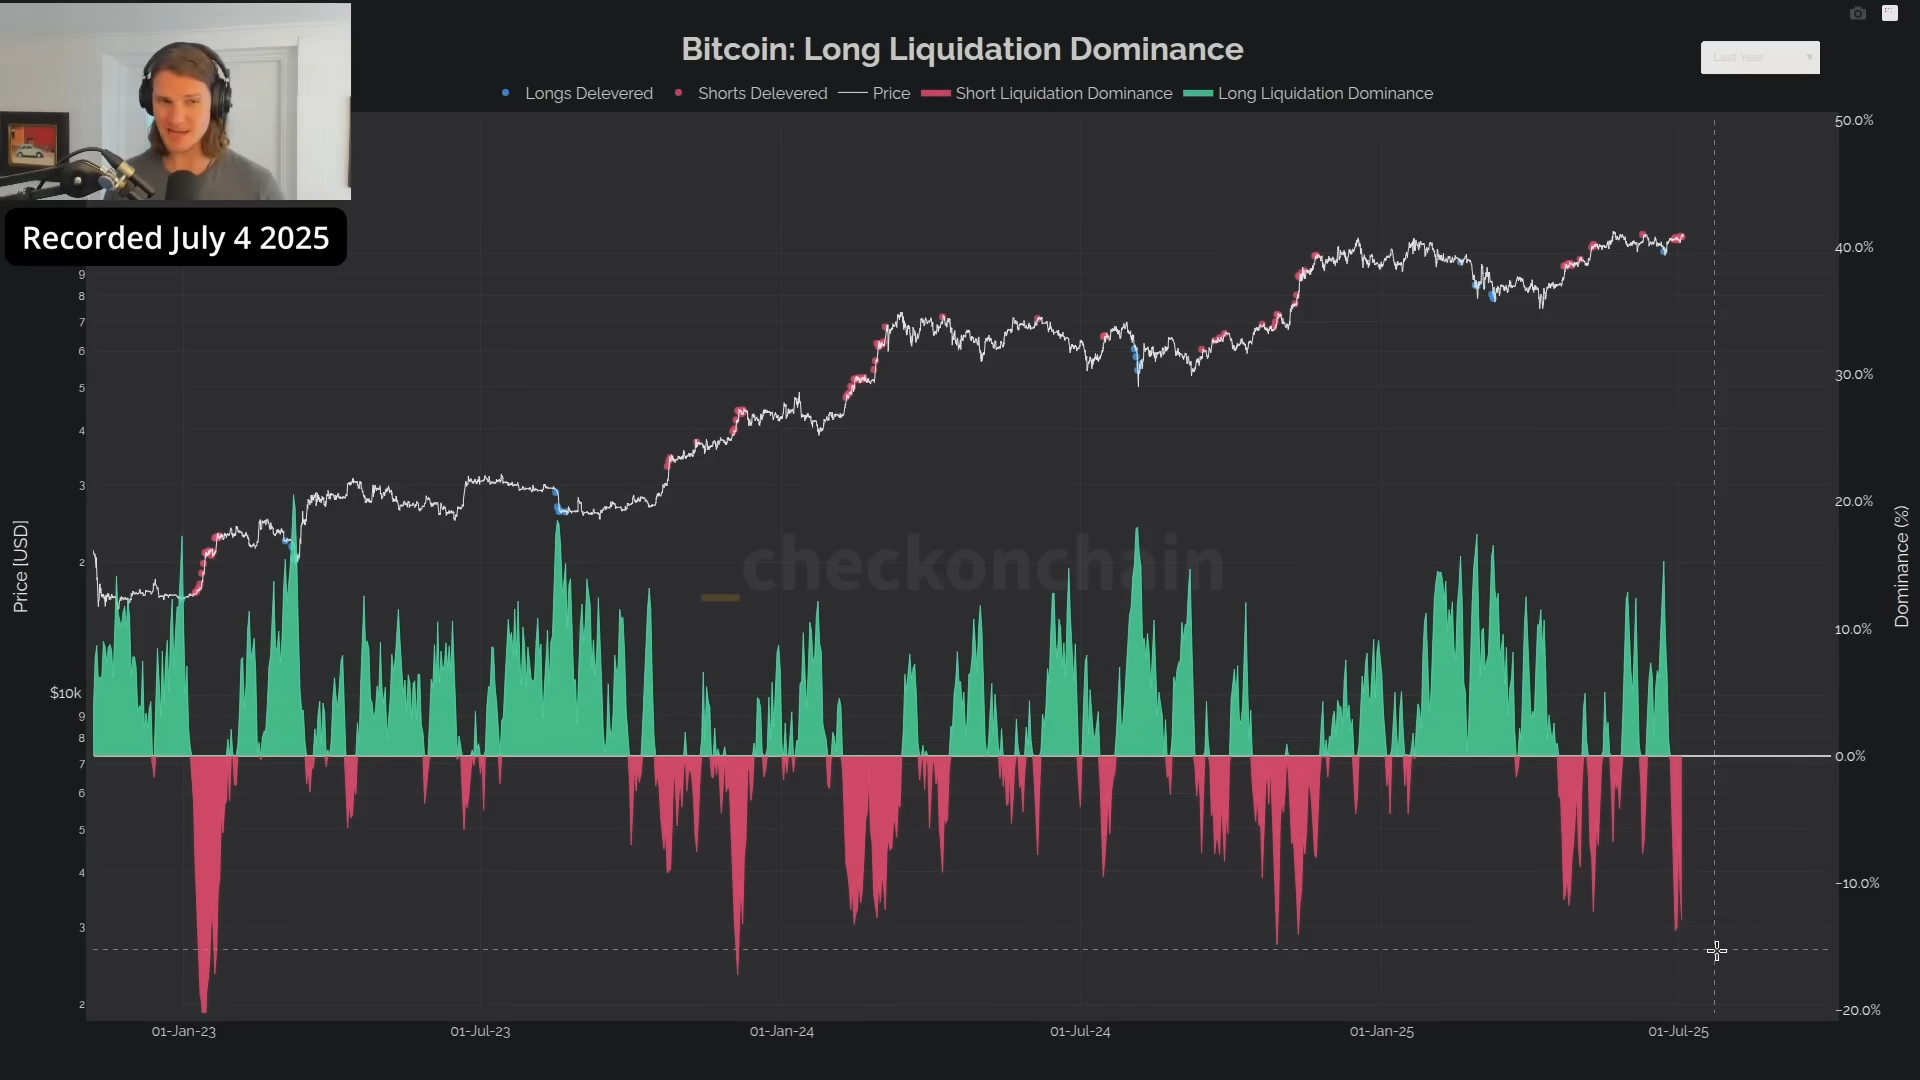 Bitcoin: Long Liquidation Dominance
Last Year
Longs Delevered Shorts Delevered Price Short Liquidation Dominance Long Liquidation Dominance
Recorded July 4 2025
Price [USD]
9
8
7
6
5
4
3
2
$10k
9
8
7
6
5
4
3
2
_checkonchain
50.0%
40.0%
30.0%
20.0%
10.0%
0.0%
−10.0%
−20.0%
Dominance (%)
01-Jan-23 01-Jul-23 01-Jan-24 01-Jul-24 01-Jan-25 01-Jul-25